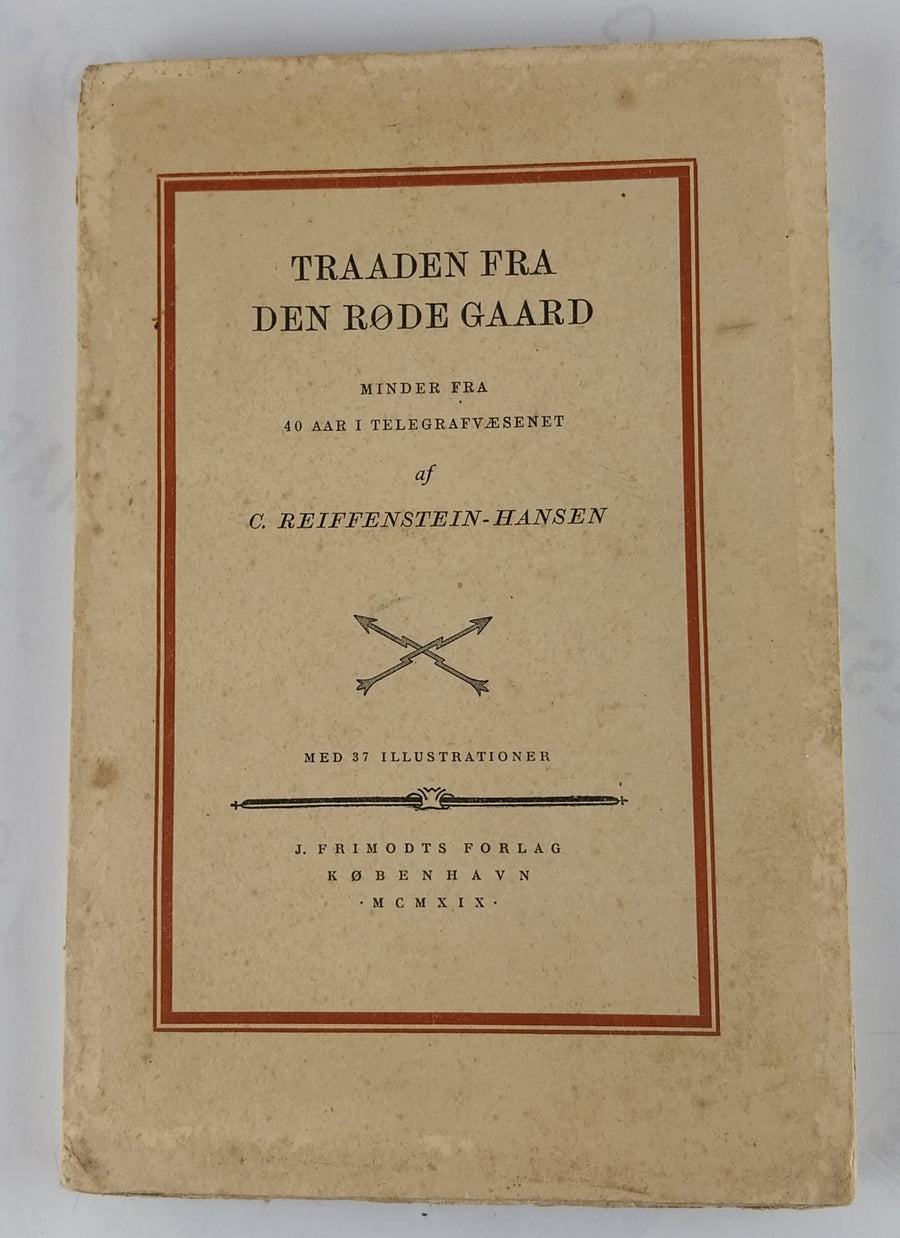 TRAADEN FRA
DEN RØDE GAARD
MINDER FRA
40 AAR I TELEGRAFVÆSENET
af
C. REIFFENSTEIN-HANSEN
MED 37 ILLUSTRATIONER
J. FRIMODTS FORLAG
KØBENHAVN
·MCMXIX·